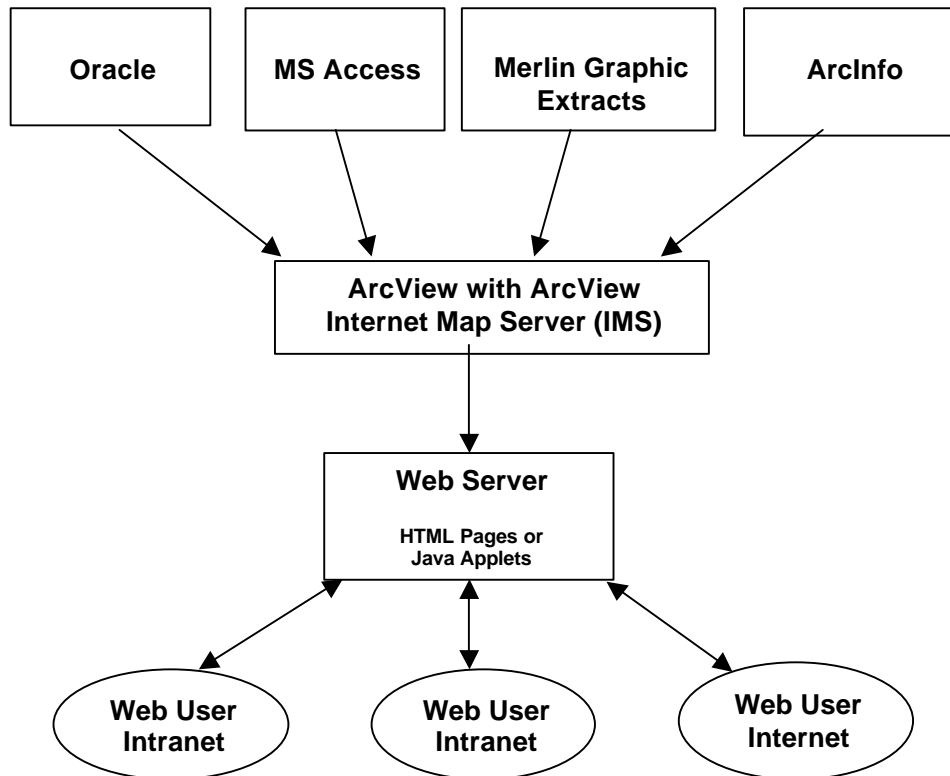 Oracle
MS Access
Merlin Graphic
Extracts
ArcInfo
ArcView with ArcView
Internet Map Server (IMS)
Web Server
HTML Pages or
Java Applets
Web User
Intranet
Web User
Intranet
Web User
Internet